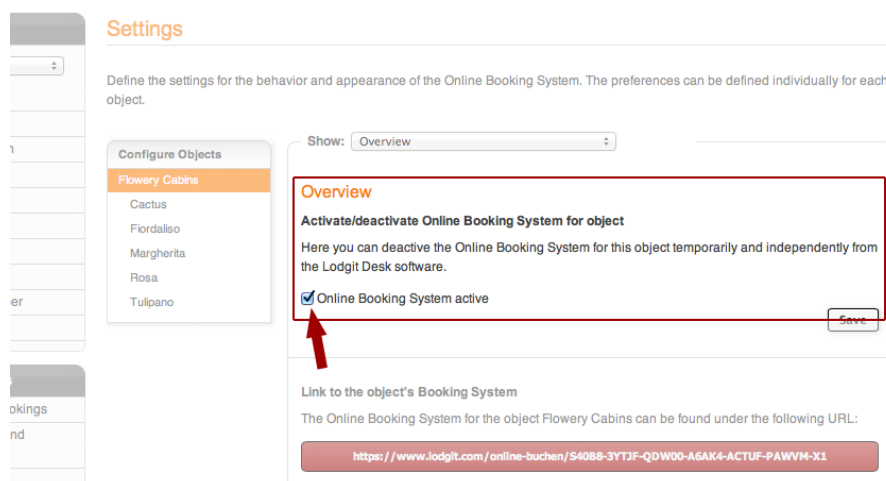 Settings
Define the settings for the behavior and appearance of the Online Booking System. The preferences can be defined individually for each
object.
Show: Overview
Configure Objects
Flowery Cabins
Cactus
Fiordaliso
Margherita
Rosa
Tulipano
Overview
Activate/deactivate Online Booking System for object
Here you can deactive the Online Booking System for this object temporarily and independently from
the Lodgit Desk software.
Online Booking System active
Save
Link to the object's Booking System
The Online Booking System for the object Flowery Cabins can be found under the following URL:
https://www.lodgit.com/online-buchen/S40B8-3YTJF-QDW00-A6AK4-ACTUF-PAWVM-X1